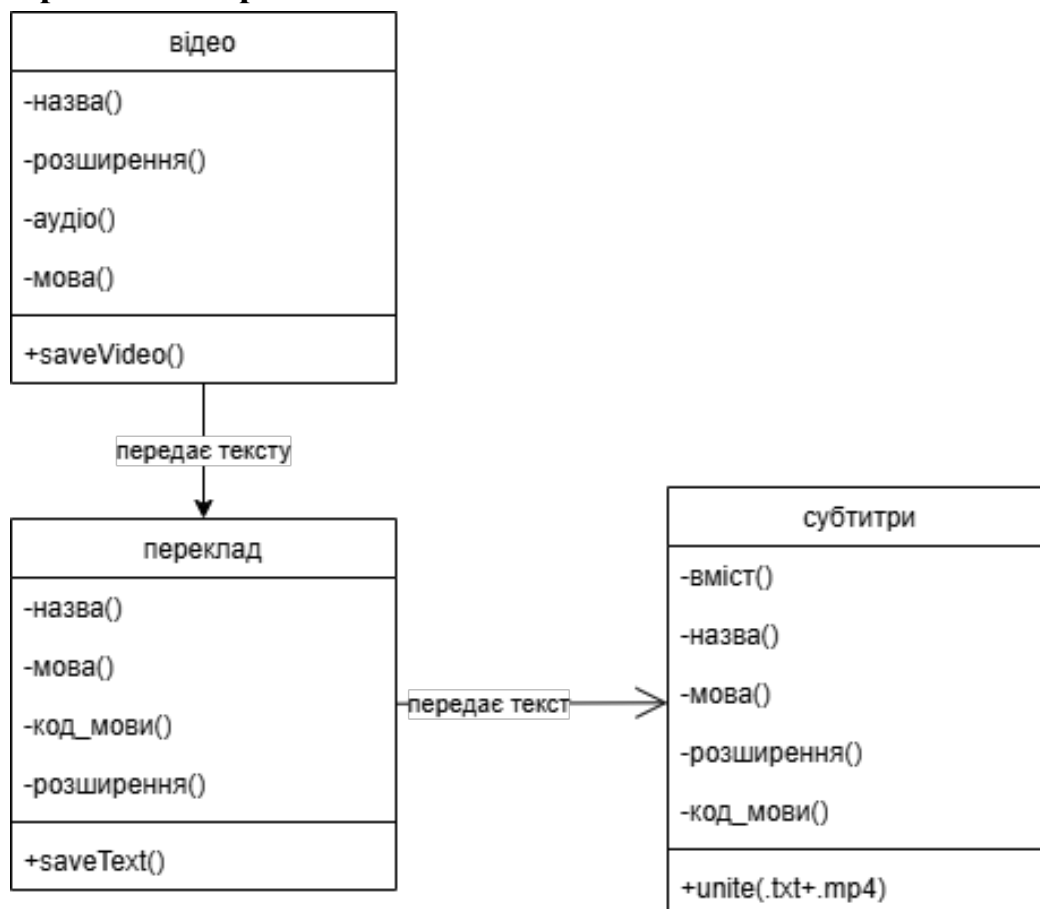 відео
-назва()
-розширення()
-аудіо()
-мова()
+saveVideo()
передає тексту
переклад
-назва()
-мова()
-код_мови()
-розширення()
+saveText()
передає текст
субтитри
-вміст()
-назва()
-мова()
-розширення()
-код_мови()
+unite(.txt+.mp4)